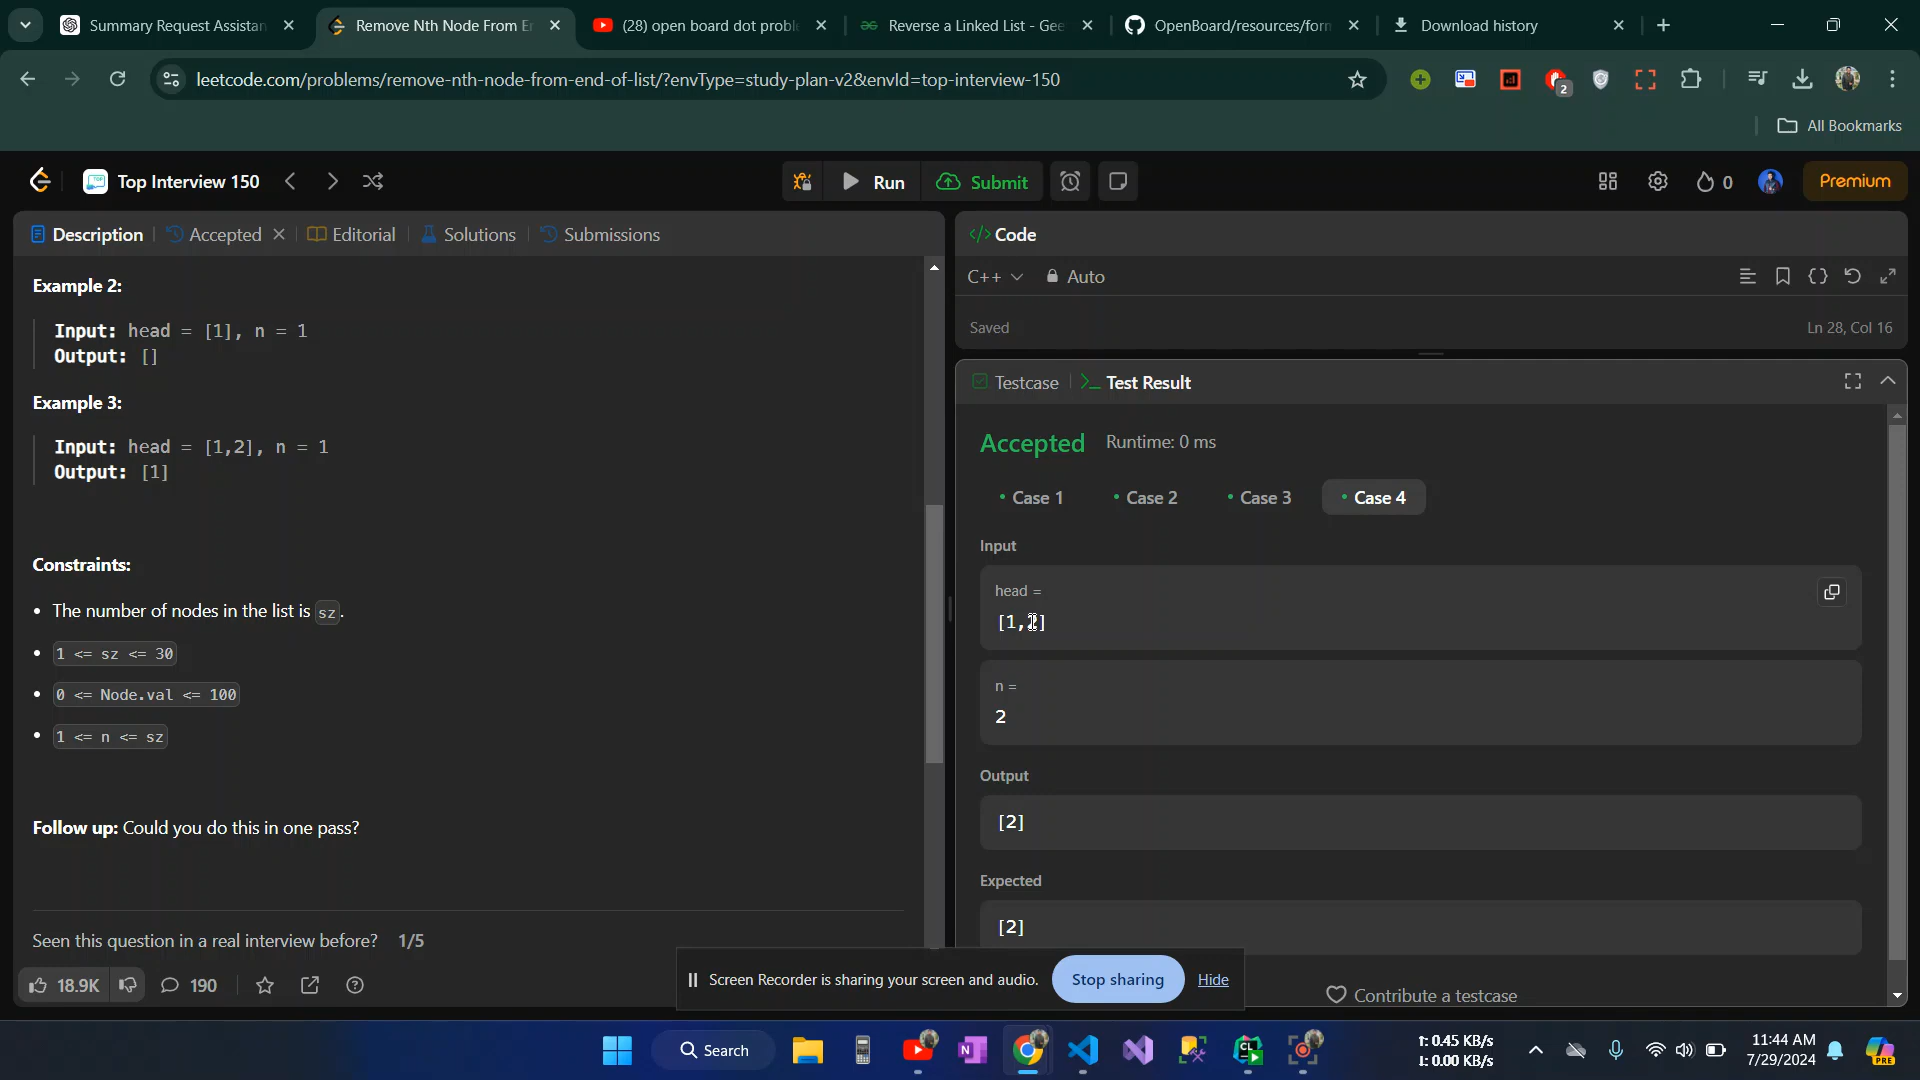 Summary Request Assistan
Remove Nth Node From E
(28) open board dot proble
Reverse a Linked List - Gee
OpenBoard/resources/forn
Download history
leetcode.com/problems/remove-nth-node-from-end-of-list/?envType=study-plan-v2&envId=top-interview-150
2
All Bookmarks
Top Interview 150
Run
Submit
0
Premium
Description
Accepted
Editorial
Solutions
Submissions
</> Code
Example 2:
C++
Auto
Input: head = [1], n = 1
Saved
Ln 28, Col 16
Output: []
Testcase
>_ Test Result
Example 3:
Accepted
Runtime: 0 ms
Input: head = [1,2], n = 1
Output: [1]
• Case 1
• Case 2
• Case 3
• Case 4
Input
Constraints:
head =
• The number of nodes in the list is sz.
[1,2]
• 1 <= sz <= 30
• 0 <= Node.val <= 100
n =
2
• 1 <= n <= sz
Output
[2]
Follow up: Could you do this in one pass?
Expected
[2]
Seen this question in a real interview before? 1/5
18.9K
190
Screen Recorder is sharing your screen and audio.
Stop sharing
Hide
Contribute a testcase
Search
↑: 0.45 KB/s
↓: 0.00 KB/s
11:44 AM
7/29/2024
PRE